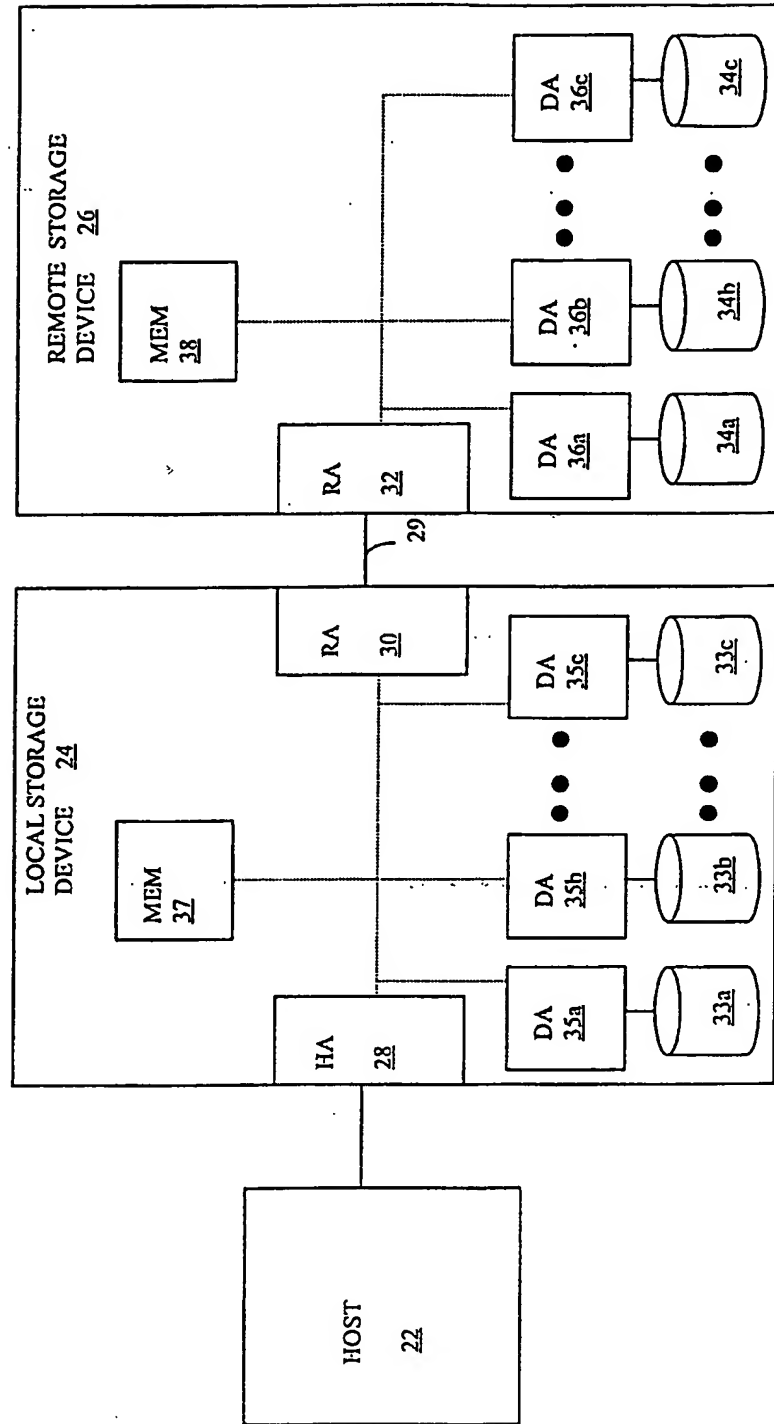 HOST
22
LOCAL STORAGE
DEVICE 24
MEM
37
HA
28
RA
30
DA
35a
DA
35b
DA
35c
33a
33b
33c
29
REMOTE STORAGE
DEVICE 26
MEM
38
RA
32
DA
36a
DA
36b
DA
36c
34a
34b
34c